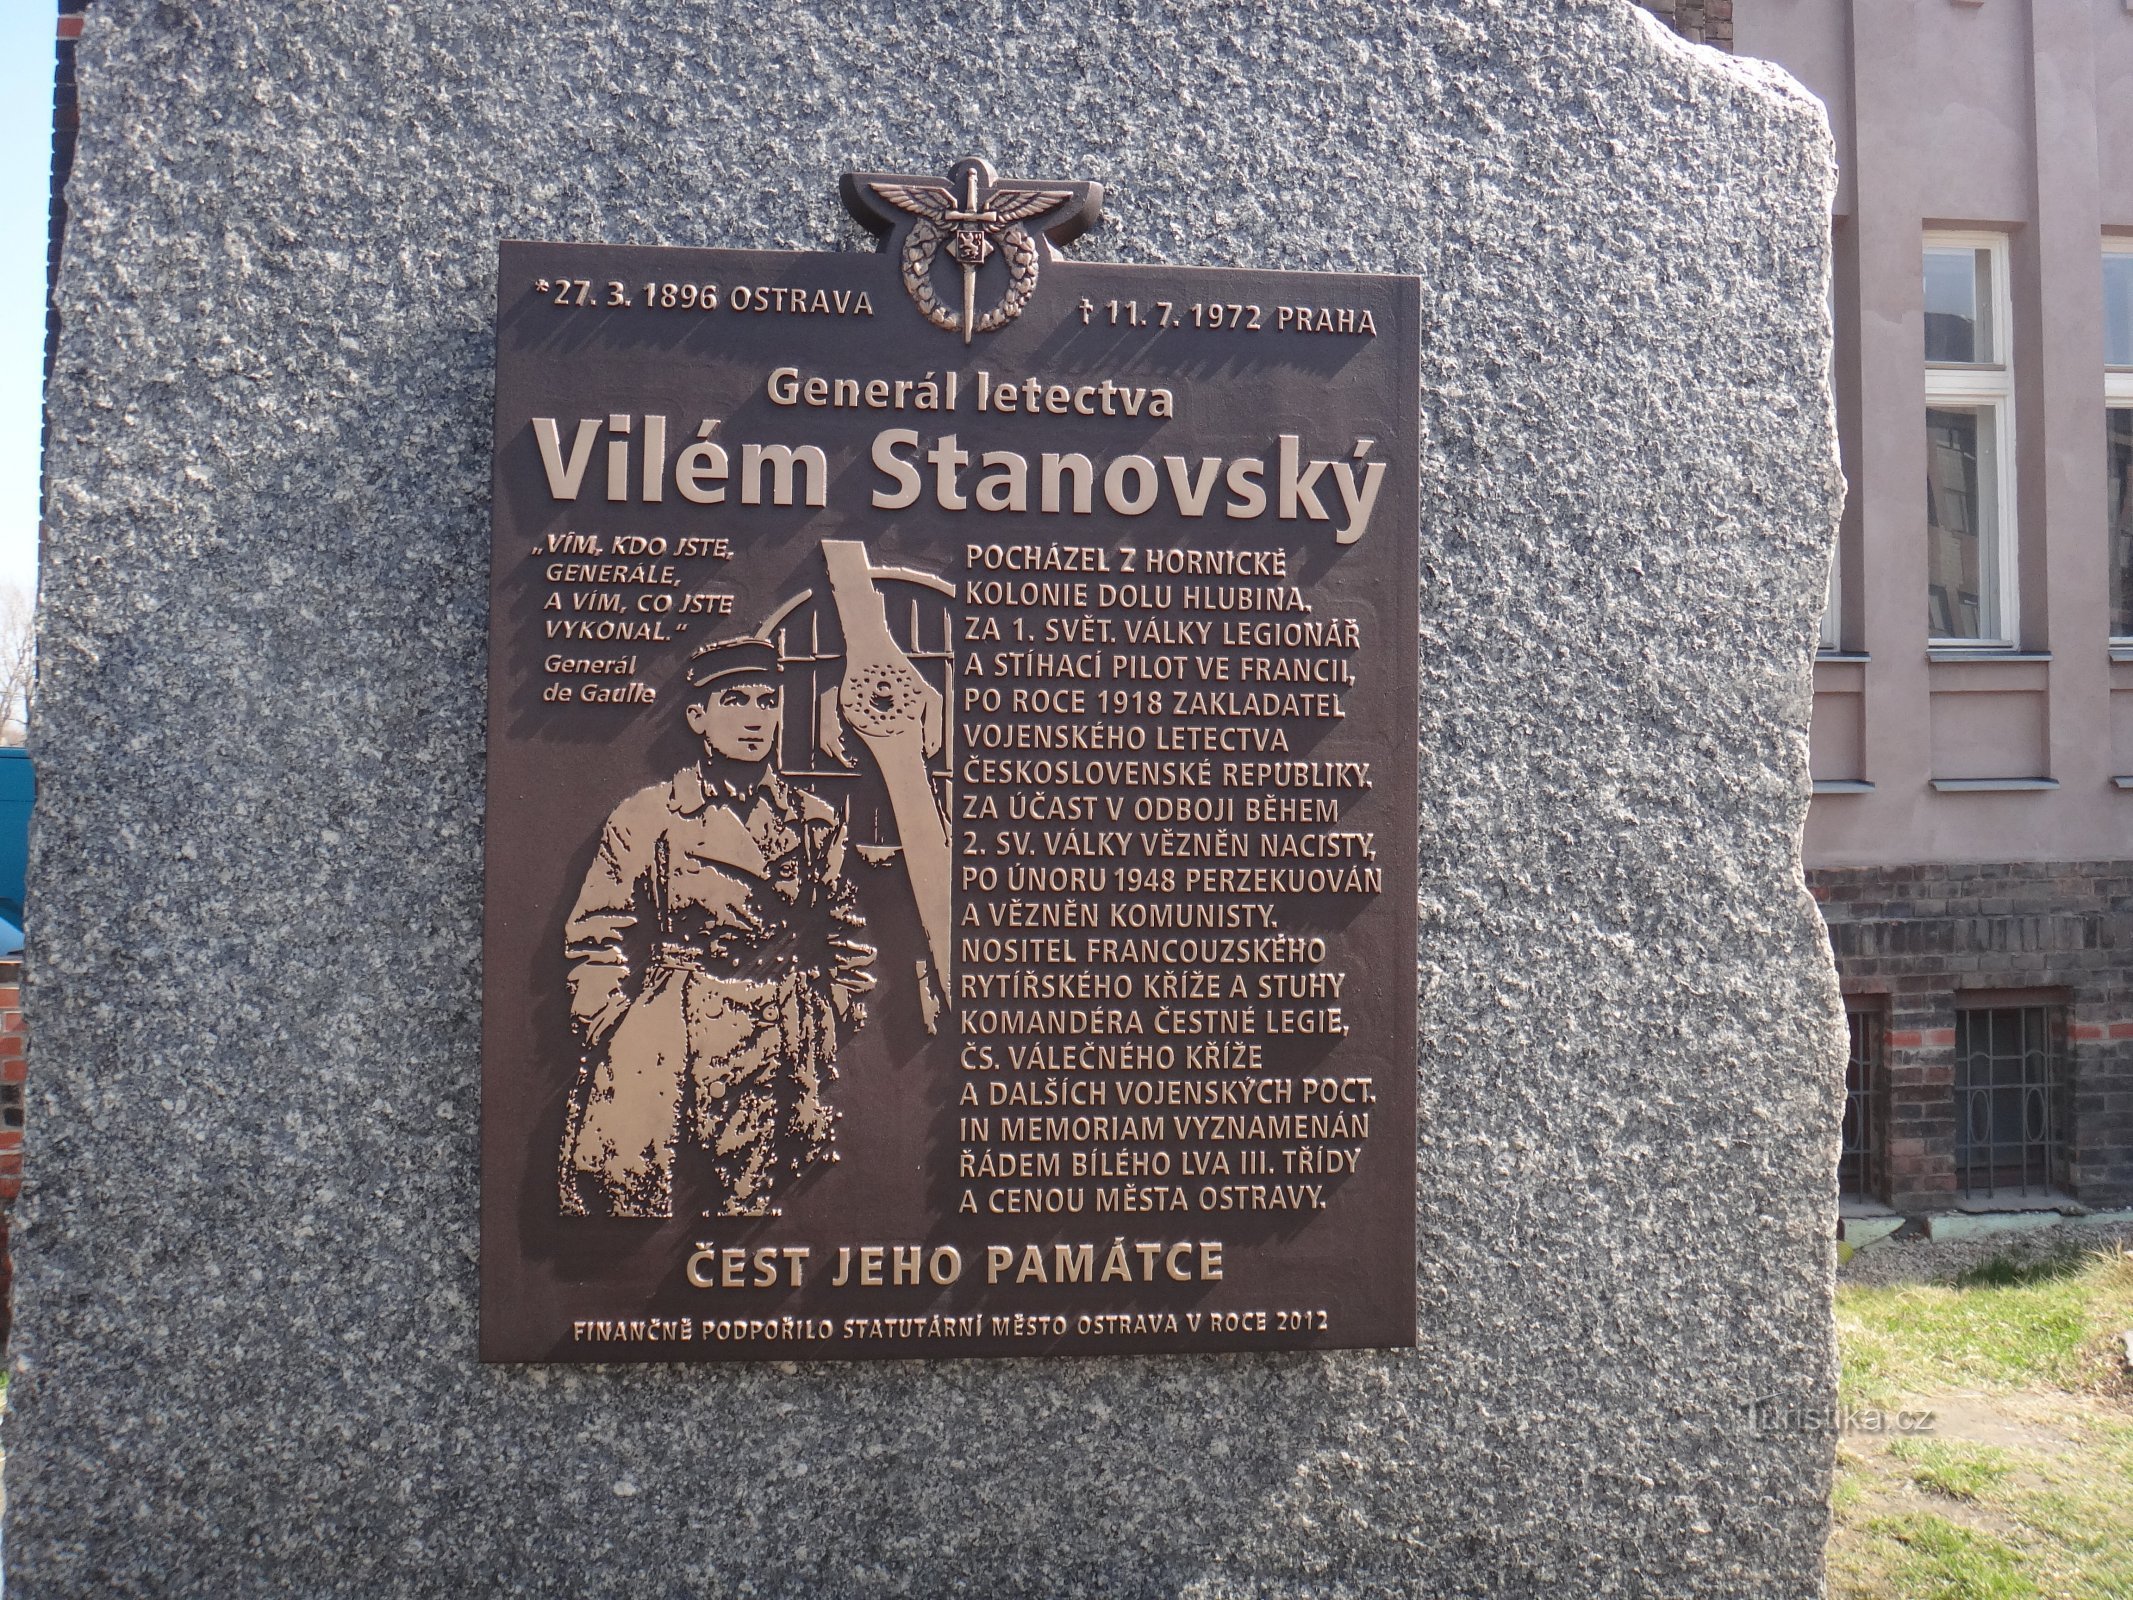 *27. 3. 1896 OSTRAVA
† 11. 7. 1972 PRAHA
Generál letectva
Vilém Stanovský
„VÍM, KDO JSTE,
GENERÁLE,
A VÍM, CO JSTE
VYKONAL.“
Generál
de Gaulle
POCHÁZEL Z HORNICKÉ
KOLONIE DOLU HLUBINA.
ZA 1. SVĚT. VÁLKY LEGIONÁŘ
A STÍHACÍ PILOT VE FRANCII,
PO ROCE 1918 ZAKLADATEL
VOJENSKÉHO LETECTVA
ČESKOSLOVENSKÉ REPUBLIKY.
ZA ÚČAST V ODBOJI BĚHEM
2. SV. VÁLKY VĚZNĚN NACISTY,
PO ÚNORU 1948 PERZEKUOVÁN
A VĚZNĚN KOMUNISTY.
NOSITEL FRANCOUZSKÉHO
RYTÍŘSKÉHO KŘÍŽE A STUHY
KOMANDÉRA ČESTNÉ LEGIE,
ČS. VÁLEČNÉHO KŘÍŽE
A DALŠÍCH VOJENSKÝCH POCT.
IN MEMORIAM VYZNAMENÁN
ŘÁDEM BÍLÉHO LVA III. TŘÍDY
A CENOU MĚSTA OSTRAVY.
ČEST JEHO PAMÁTCE
FINANČNĚ PODPOŘILO STATUTÁRNÍ MĚSTO OSTRAVA V ROCE 2012
Turistika.cz